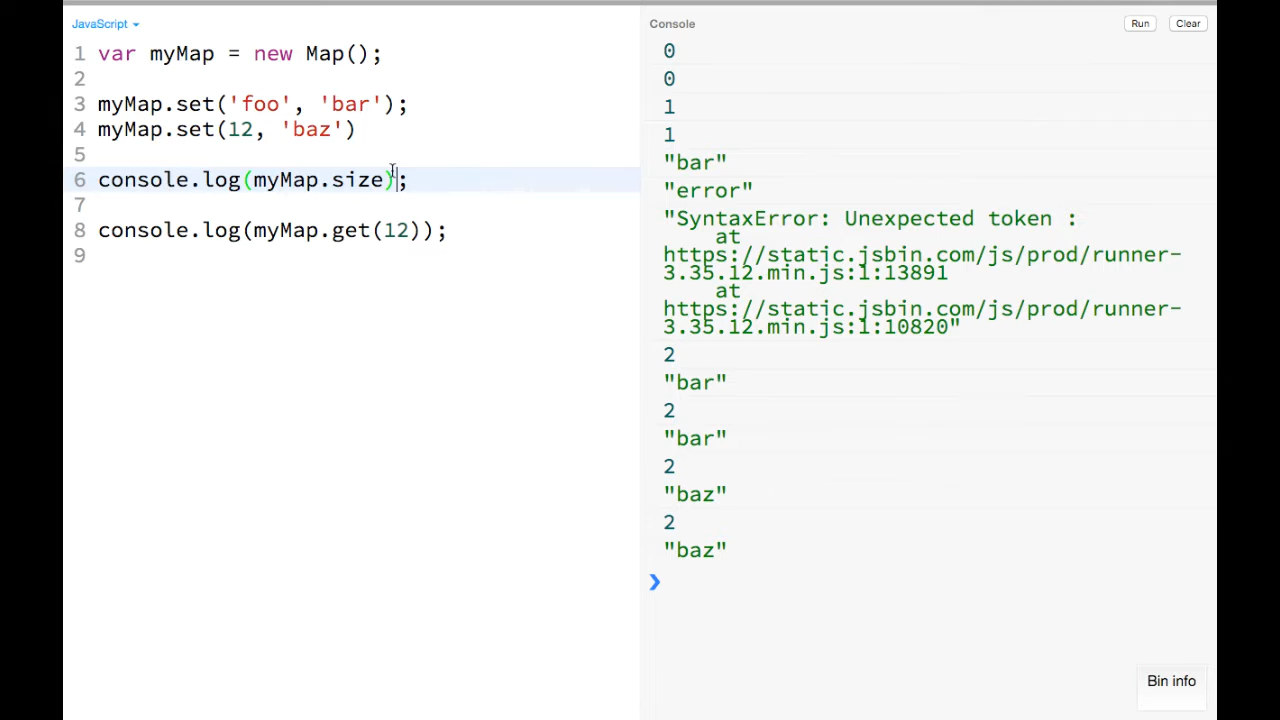 JavaScript
1 var myMap = new Map();
2
3 myMap.set('foo', 'bar');
4 myMap.set(12, 'baz')
5
6 console.log(myMap.size);
7
8 console.log(myMap.get(12));
9
Console
Run
Clear
0
0
1
1
"bar"
"error"
"SyntaxError: Unexpected token :
at
https://static.jsbin.com/js/prod/runner-
3.35.12.min.js:1:13891
at
https://static.jsbin.com/js/prod/runner-
3.35.12.min.js:1:10820"
2
"bar"
2
"bar"
2
"baz"
2
"baz"
Bin info